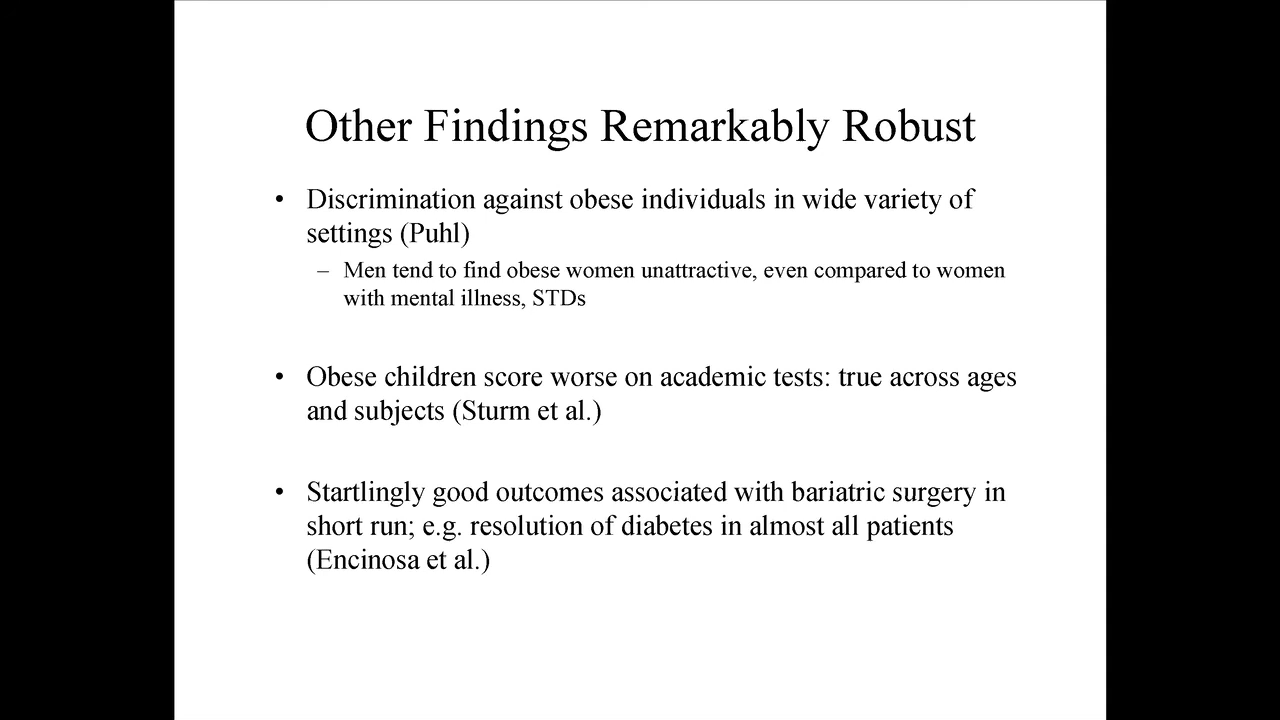 Other Findings Remarkably Robust
• Discrimination against obese individuals in wide variety of
settings (Puhl)
– Men tend to find obese women unattractive, even compared to women
with mental illness, STDs
• Obese children score worse on academic tests: true across ages
and subjects (Sturm et al.)
• Startlingly good outcomes associated with bariatric surgery in
short run; e.g. resolution of diabetes in almost all patients
(Encinosa et al.)